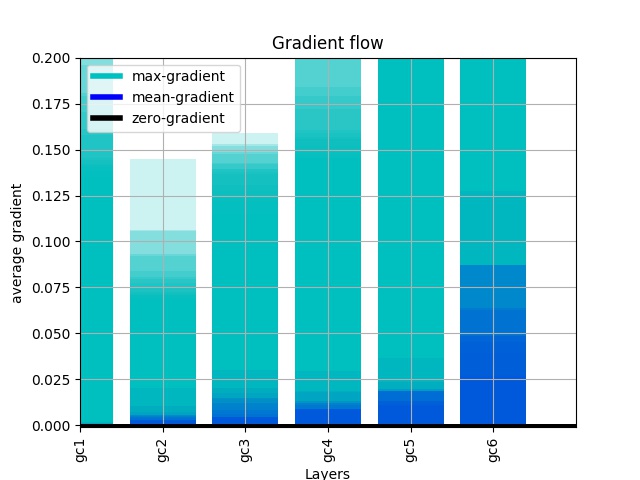 Gradient flow
max-gradient
mean-gradient
zero-gradient
average gradient
0.200
0.175
0.150
0.125
0.100
0.075
0.050
0.025
0.000
gc1
gc2
gc3
gc4
gc5
gc6
Layers